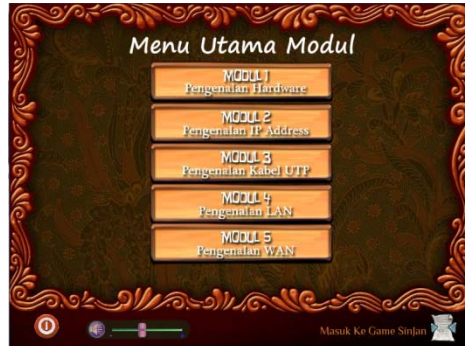 Menu Utama Modul
MODUL 1
Pengenalan Hardware
MODUL 2
Pengenalan IP Address
MODUL 3
Pengenalan Kabel UTP
MODUL 4
Pengenalan LAN
MODUL 5
Pengenalan WAN
Masuk Ke Game SinJan